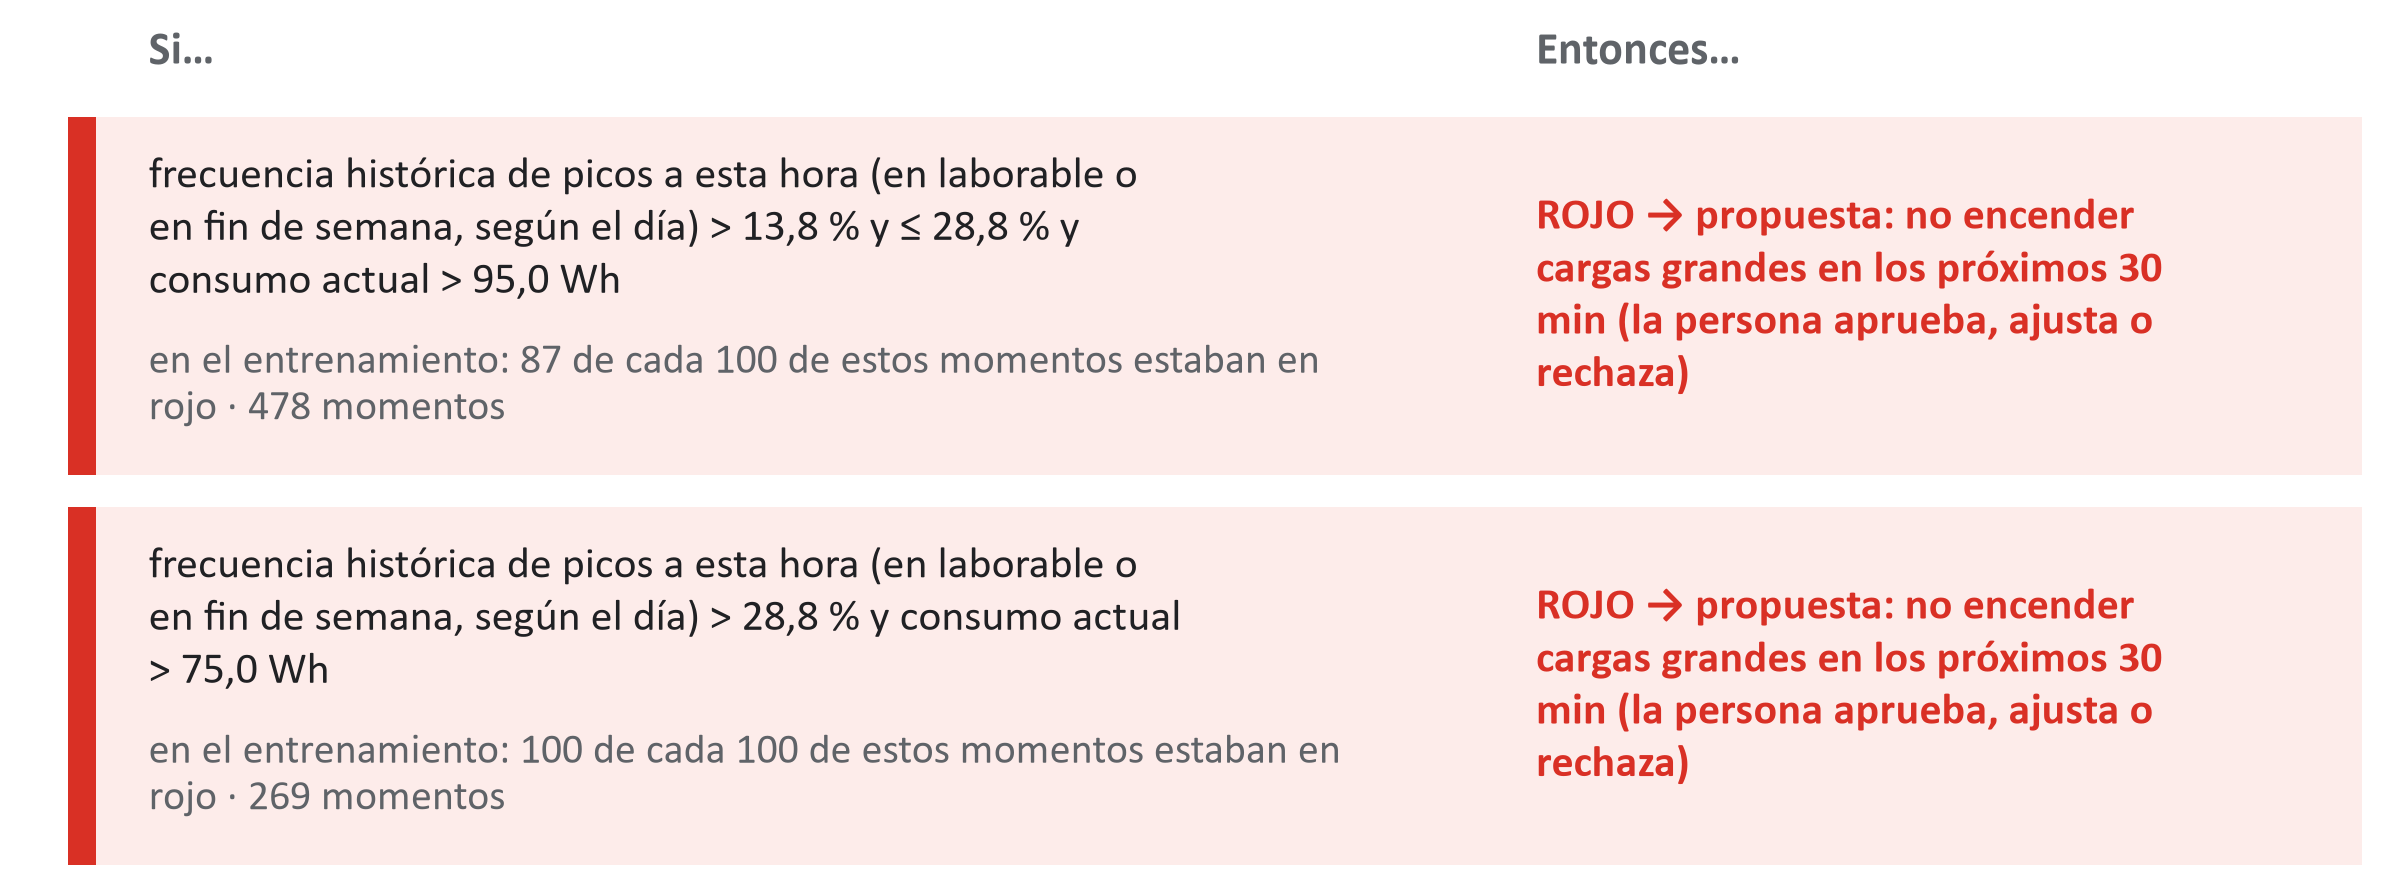 Si...
Entonces...
frecuencia histórica de picos a esta hora (en laborable o
en fin de semana, según el día) > 13,8 % y ≤ 28,8 % y
consumo actual > 95,0 Wh
en el entrenamiento: 87 de cada 100 de estos momentos estaban en
rojo · 478 momentos
ROJO → propuesta: no encender
cargas grandes en los próximos 30
min (la persona aprueba, ajusta o
rechaza)
frecuencia histórica de picos a esta hora (en laborable o
en fin de semana, según el día) > 28,8 % y consumo actual
> 75,0 Wh
en el entrenamiento: 100 de cada 100 de estos momentos estaban en
rojo · 269 momentos
ROJO → propuesta: no encender
cargas grandes en los próximos 30
min (la persona aprueba, ajusta o
rechaza)